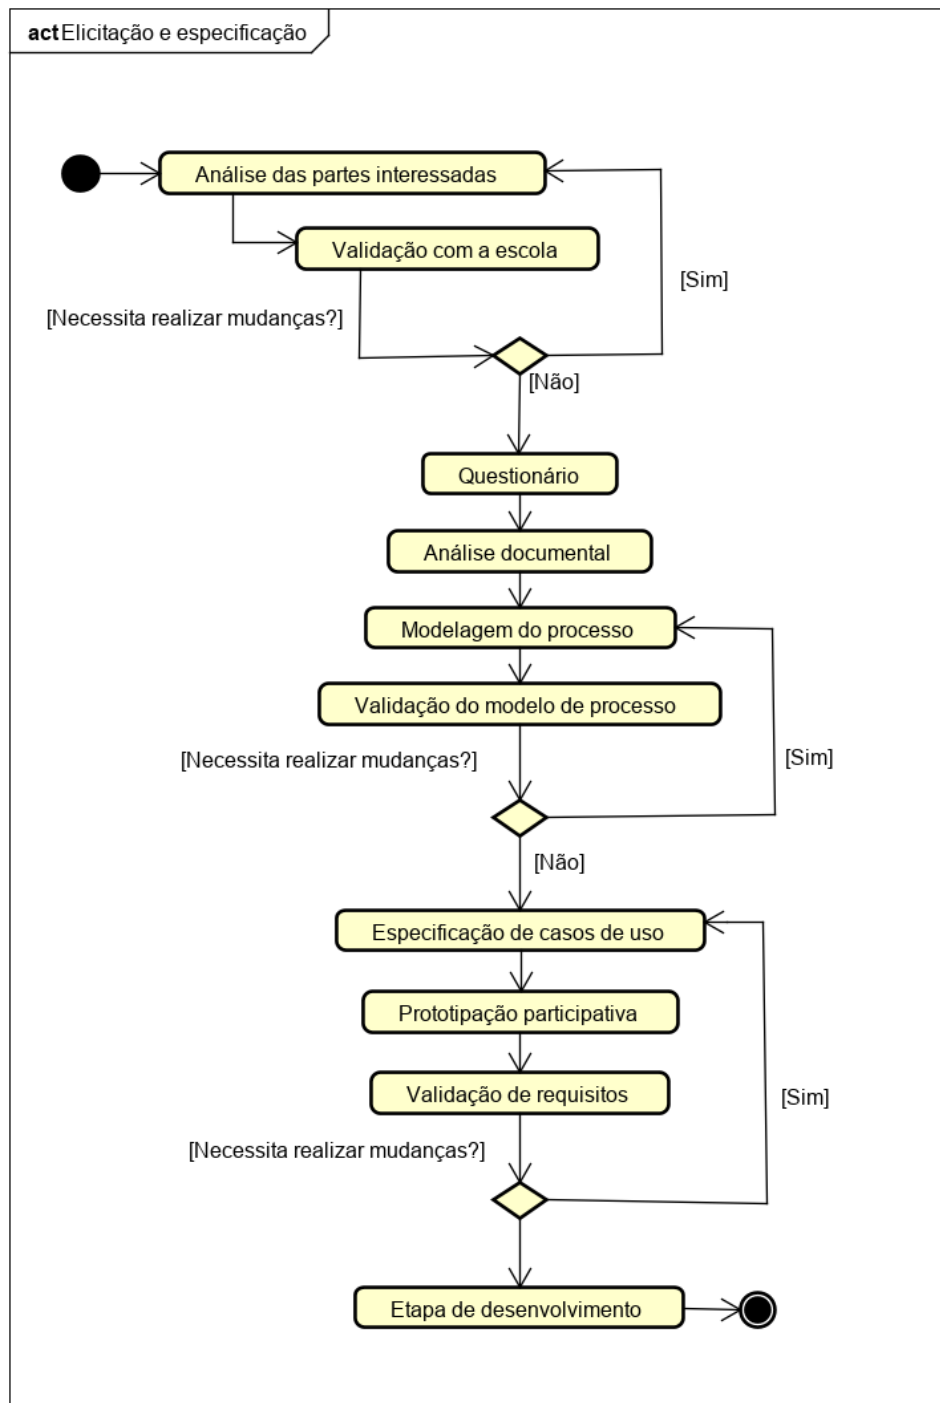 act Elicitação e especificação
Análise das partes interessadas
Validação com a escola
[Sim]
[Necessita realizar mudanças?]
[Não]
Questionário
Análise documental
Modelagem do processo
Validação do modelo de processo
[Necessita realizar mudanças?]
[Sim]
[Não]
Especificação de casos de uso
Prototipação participativa
Validação de requisitos
[Sim]
[Necessita realizar mudanças?]
Etapa de desenvolvimento